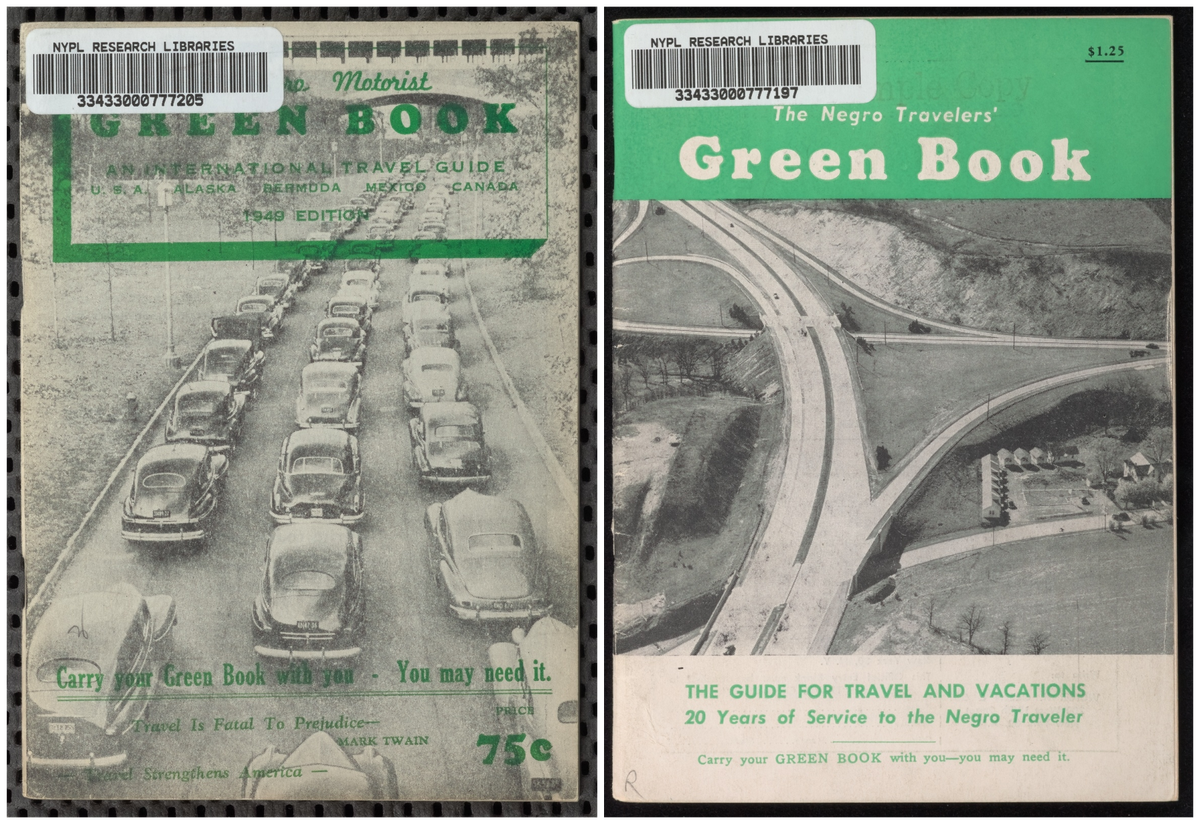 NYPL RESEARCH LIBRARIES
33433000777205
Motorist
GREEN BOOK
AN INTERNATIONAL TRAVEL GUIDE
U. S. A. ALASKA BERMUDA MEXICO CANADA
1949 EDITION
Carry your Green Book with you - You may need it.
Travel Is Fatal To Prejudice—
MARK TWAIN
PRICE
75c
— Travel Strengthens America —
NYPL RESEARCH LIBRARIES
33433000777197
$1.25
Copy
The Negro Travelers'
Green Book
THE GUIDE FOR TRAVEL AND VACATIONS
20 Years of Service to the Negro Traveler
Carry your GREEN BOOK with you—you may need it.
R